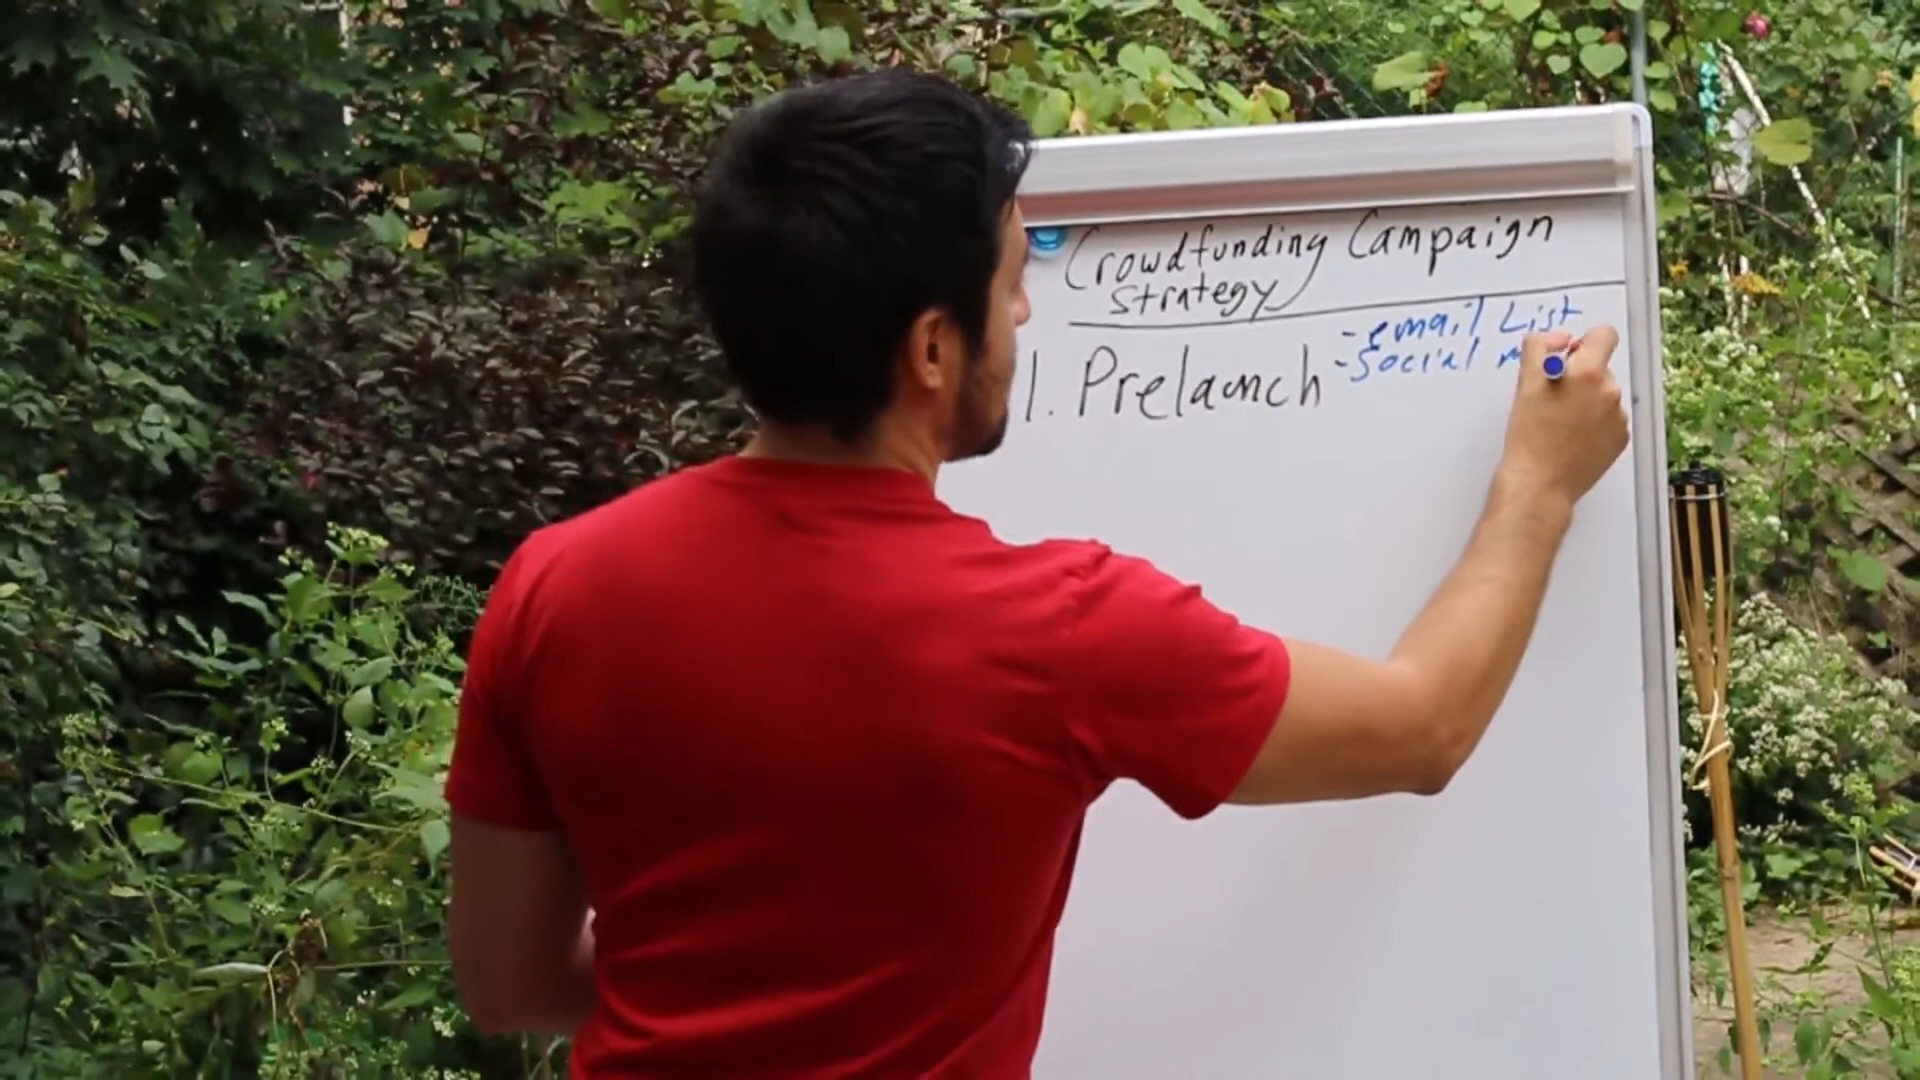 Crowdfunding Campaign
Strategy
- email List
1. Prelaunch
- Social